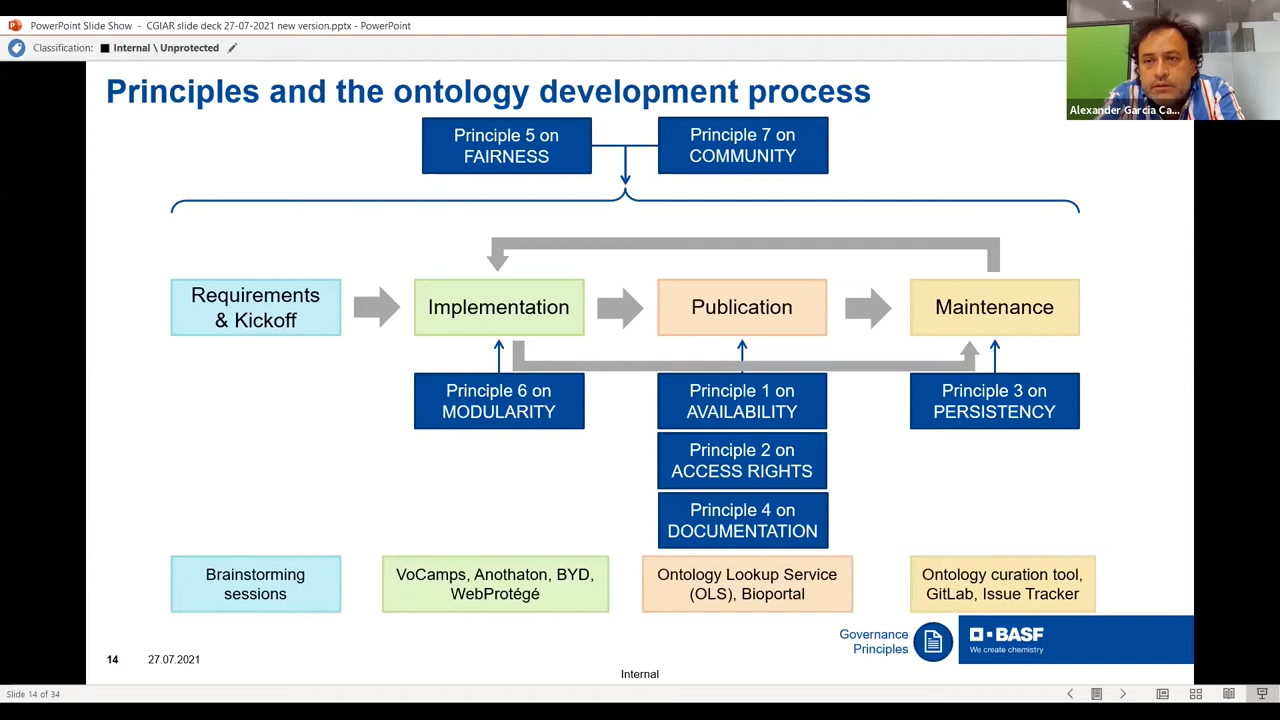 PowerPoint Slide Show - CGIAR slide deck 27-07-2021 new version.pptx - PowerPoint
Classification: Internal \ Unprotected
Alexander Garcia Ca...
Principles and the ontology development process
Principle 5 on
FAIRNESS
Principle 7 on
COMMUNITY
Requirements
& Kickoff
Implementation
Publication
Maintenance
Principle 6 on
MODULARITY
Principle 1 on
AVAILABILITY
Principle 3 on
PERSISTENCY
Principle 2 on
ACCESS RIGHTS
Principle 4 on
DOCUMENTATION
Brainstorming
sessions
VoCamps, Anothaton, BYD,
WebProtégé
Ontology Lookup Service
(OLS), Bioportal
Ontology curation tool,
GitLab, Issue Tracker
Governance
Principles
BASF
We create chemistry
14
27.07.2021
Internal
Slide 14 of 34